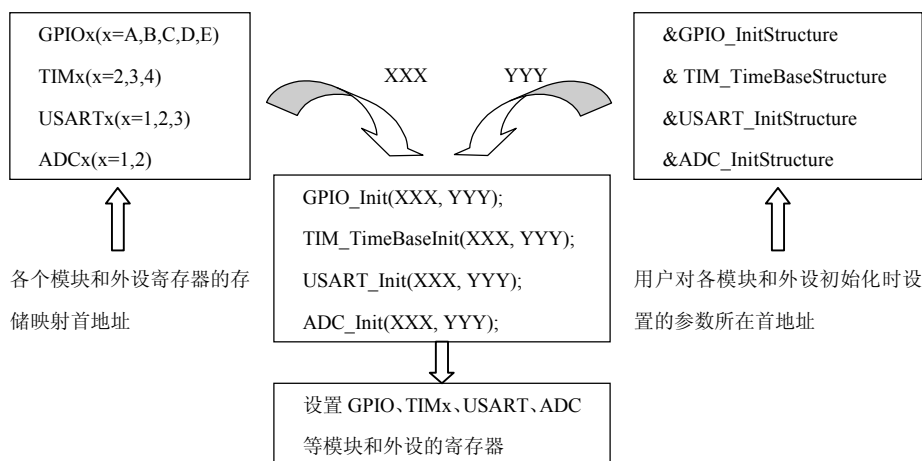 GPIOx(x=A,B,C,D,E)
TIMx(x=2,3,4)
USARTx(x=1,2,3)
ADCx(x=1,2)
XXX
YYY
&GPIO_InitStructure
& TIM_TimeBaseStructure
&USART_InitStructure
&ADC_InitStructure
GPIO_Init(XXX, YYY);
TIM_TimeBaseInit(XXX, YYY);
USART_Init(XXX, YYY);
ADC_Init(XXX, YYY);
各个模块和外设寄存器的存
储映射首地址
用户对各模块和外设初始化时设
置的参数所在首地址
设置 GPIO、TIMx、USART、ADC
等模块和外设的寄存器